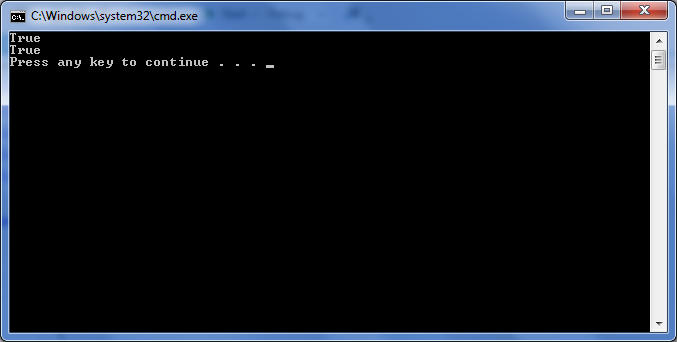 C:\Windows\system32\cmd.exe
True
True
Press any key to continue . . .